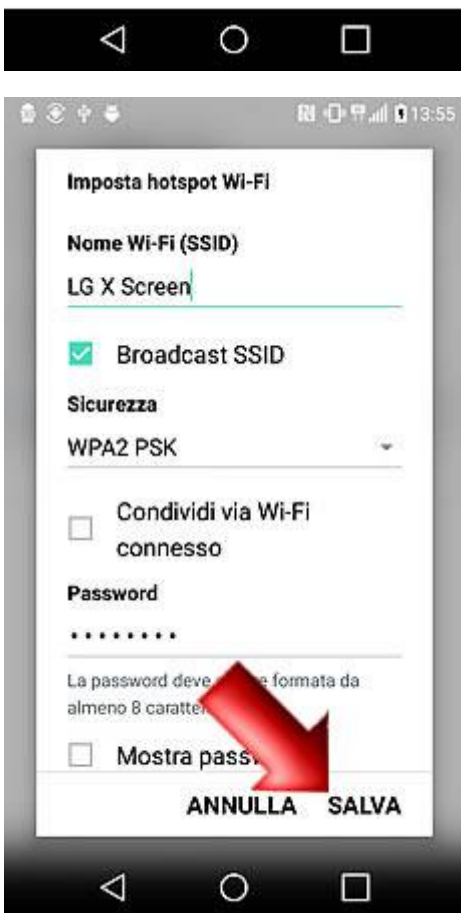 13:55
Imposta hotspot Wi-Fi
Nome Wi-Fi (SSID)
LG X Screen
Broadcast SSID
Sicurezza
WPA2 PSK
Condividi via Wi-Fi
connesso
Password
••••••••
La password deve formata da
almeno 8
Mostra
ANNULLA SALVA